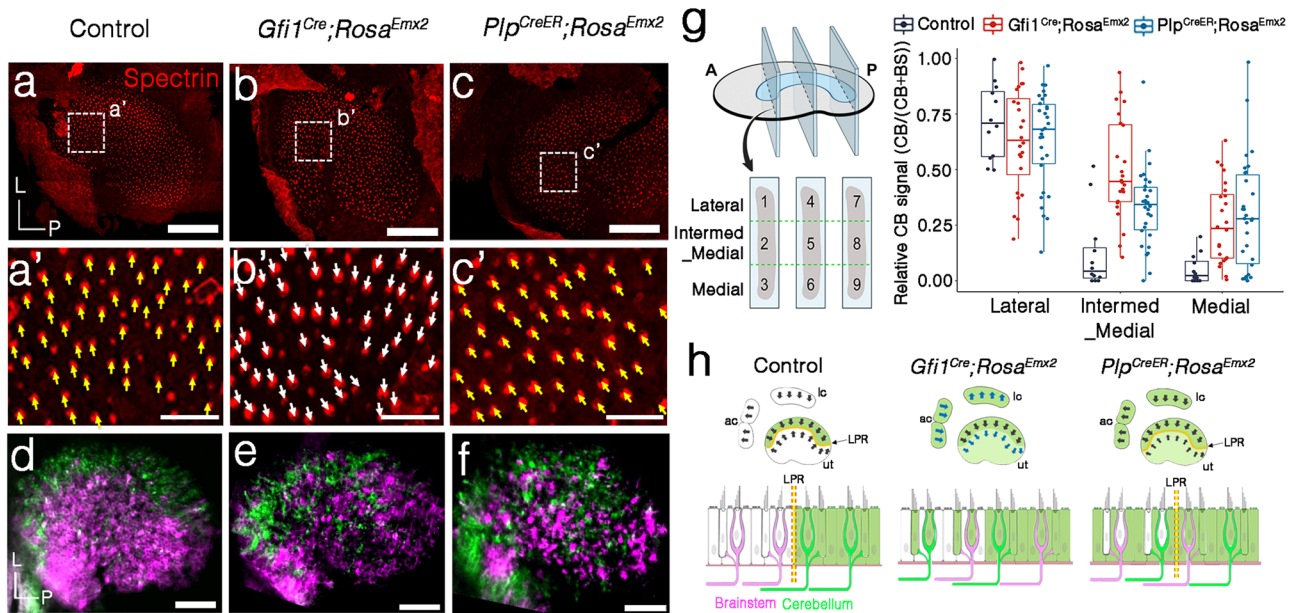 Control
Gfi1Cre;RosaEmx2
PlpCreER;RosaEmx2
a
Spectrin
a'
L
P
b
b'
c
c'
a'
b'
c'
d
L
P
e
f
g
A
P
Lateral
1 4 7
Intermed
_Medial
2 5 8
Medial
3 6 9
Control Gfi1Cre;RosaEmx2 PlpCreER;RosaEmx2
Relative CB signal (CB/(CB+BS))
1.00
0.75
0.50
0.25
0.00
Lateral
Intermed
_Medial
Medial
h
Control
Gfi1Cre;RosaEmx2
PlpCreER;RosaEmx2
lc
ac
LPR
ut
LPR
lc
ac
ut
lc
ac
LPR
ut
LPR
Brainstem Cerebellum